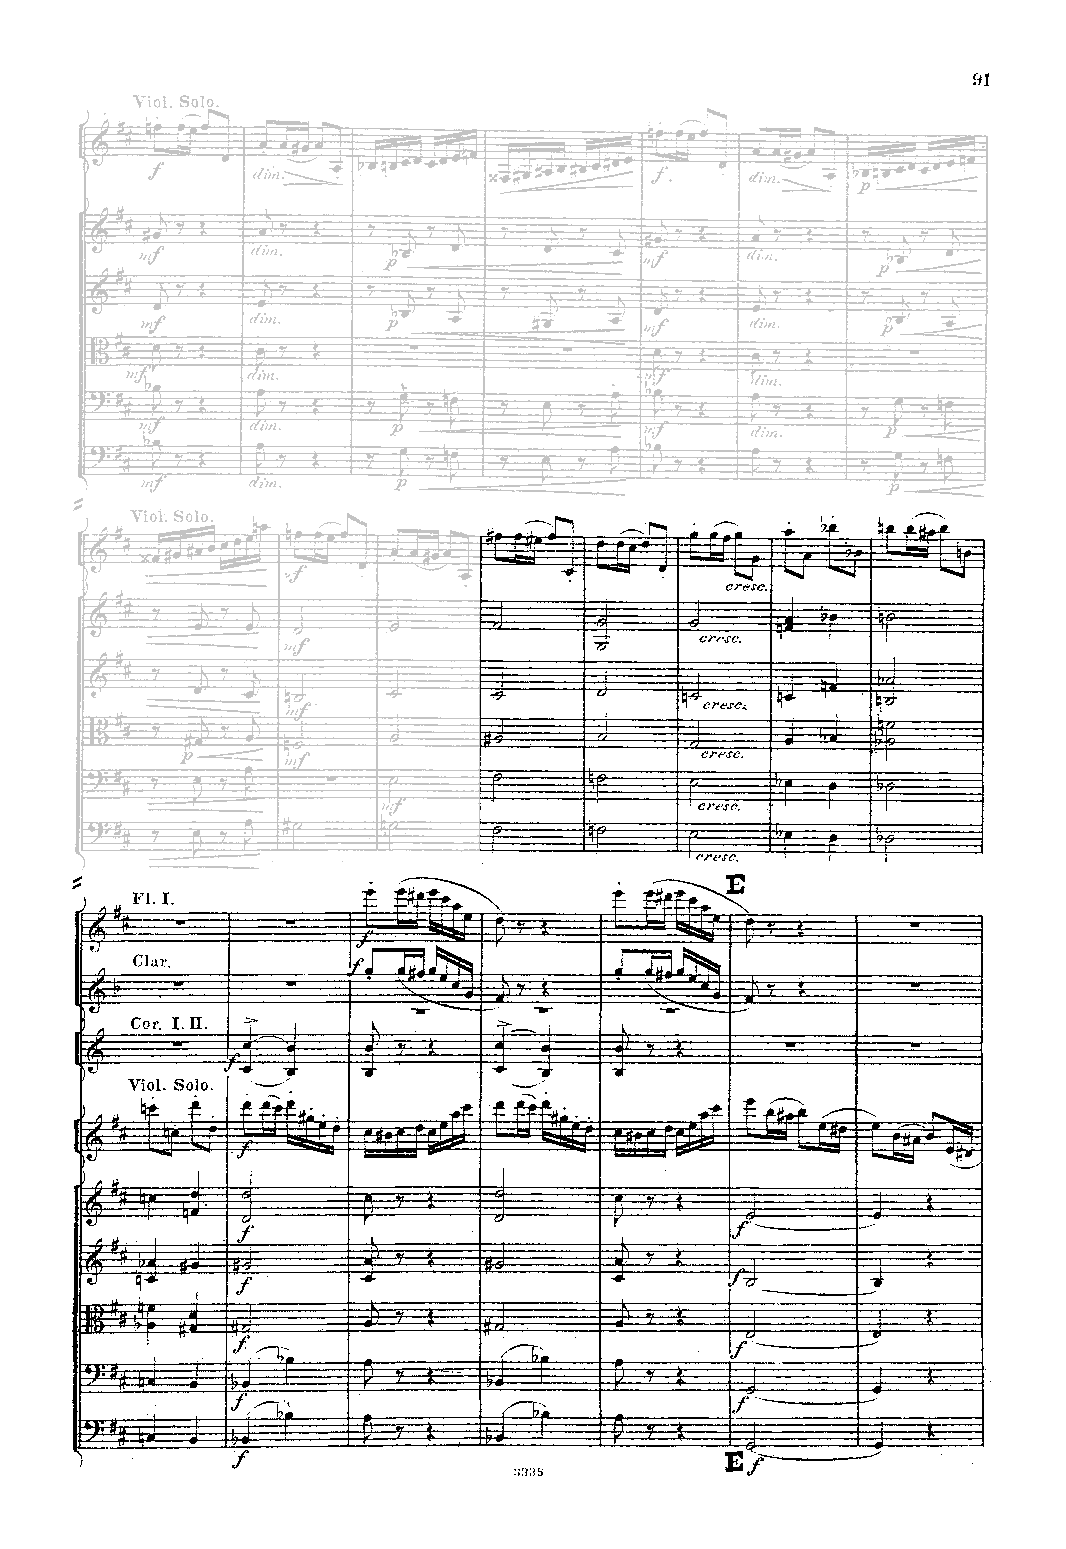 91
Viol. Solo.
f dim. f. dim. p
mf dim. p mf dim. p
mf dim. p mf dim. p
mf dim. mf dim.
mf dim. p mf dim. p
mf dim. p p
Viol. Solo.
f cresc.
mf cresc.
mf cresc.
p mf cresc.
mf cresc.
cresc.
E
Fl. I.
f
Clar.
f
Cor. I. II.
f
Viol. Solo.
f
f f
f f
f f
f f
f
E f
3335